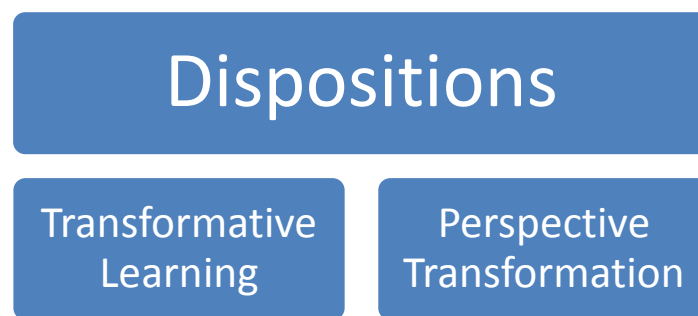 Dispositions
Transformative
Learning
Perspective
Transformation